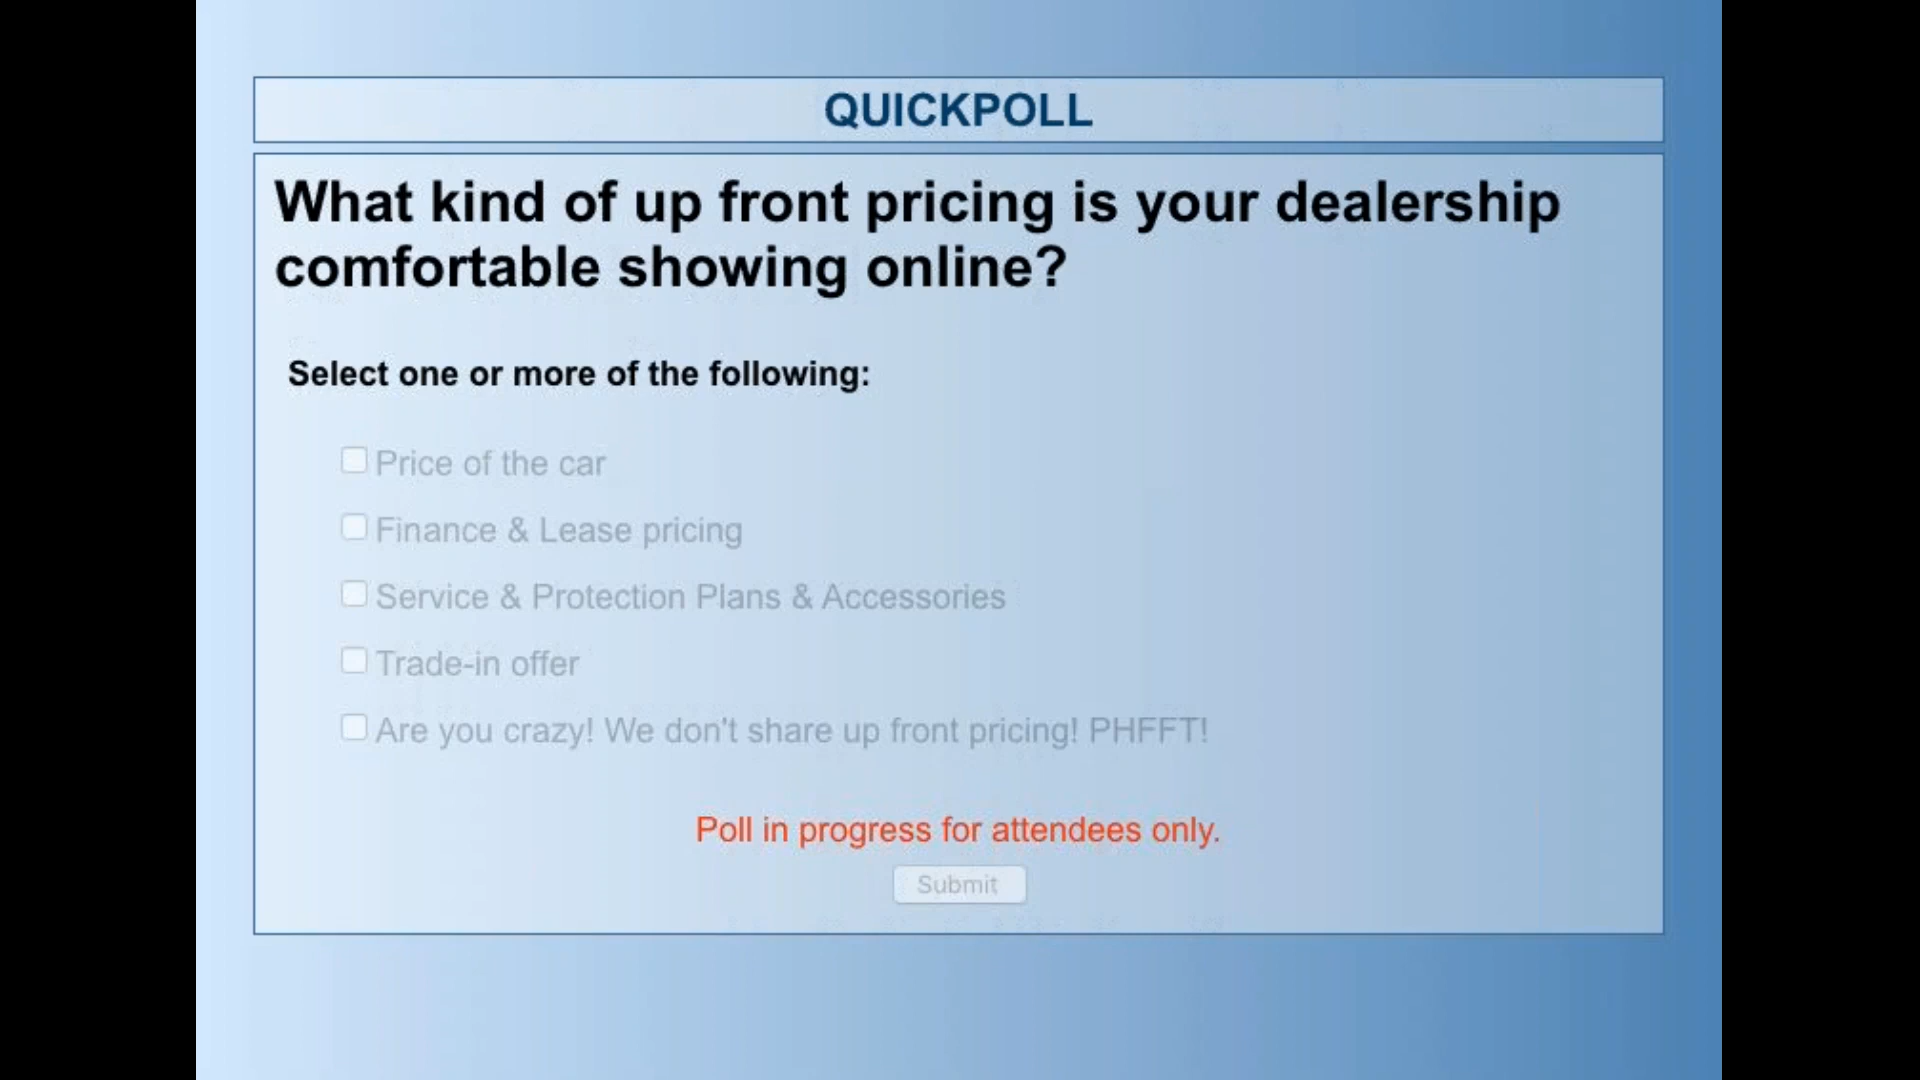 QUICKPOLL
What kind of up front pricing is your dealership
comfortable showing online?
Select one or more of the following:
Price of the car
Finance & Lease pricing
Service & Protection Plans & Accessories
Trade-in offer
Are you crazy! We don't share up front pricing! PHFFT!
Poll in progress for attendees only.
Submit